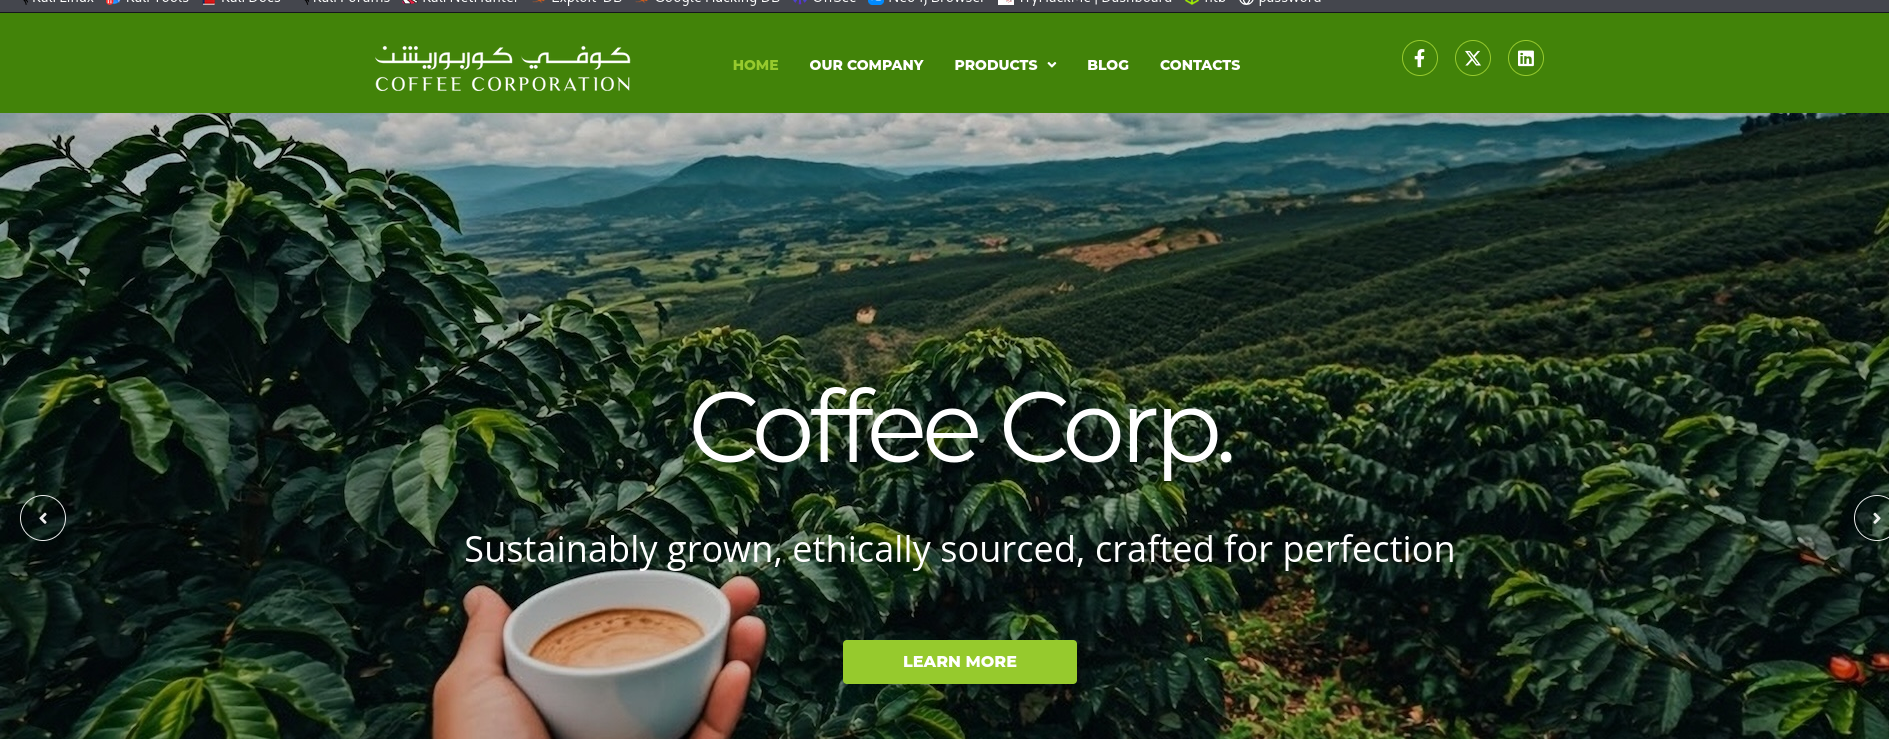 Kali Linux Kali Tools Kali Docs Kali Forums Kali NetHunter Exploit-DB Google Hacking DB OffSec Neo4j Browser TryHackMe | Dashboard htb password
كوفي كوربوريشن
COFFEE CORPORATION
HOME OUR COMPANY PRODUCTS BLOG CONTACTS
Coffee Corp.
Sustainably grown, ethically sourced, crafted for perfection
LEARN MORE